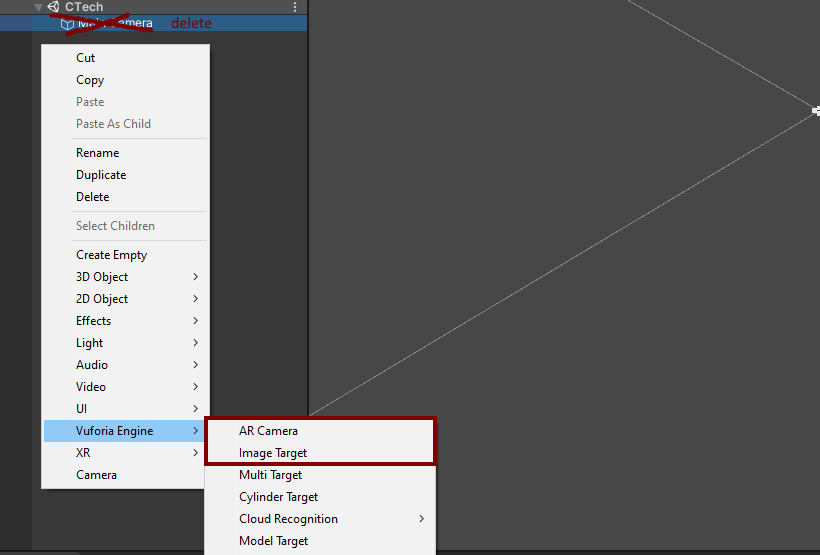 CTech
Main Camera delete
Cut
Copy
Paste
Paste As Child
Rename
Duplicate
Delete
Select Children
Create Empty
3D Object
2D Object
Effects
Light
Audio
Video
UI
Vuforia Engine
XR
Camera
AR Camera
Image Target
Multi Target
Cylinder Target
Cloud Recognition
Model Target